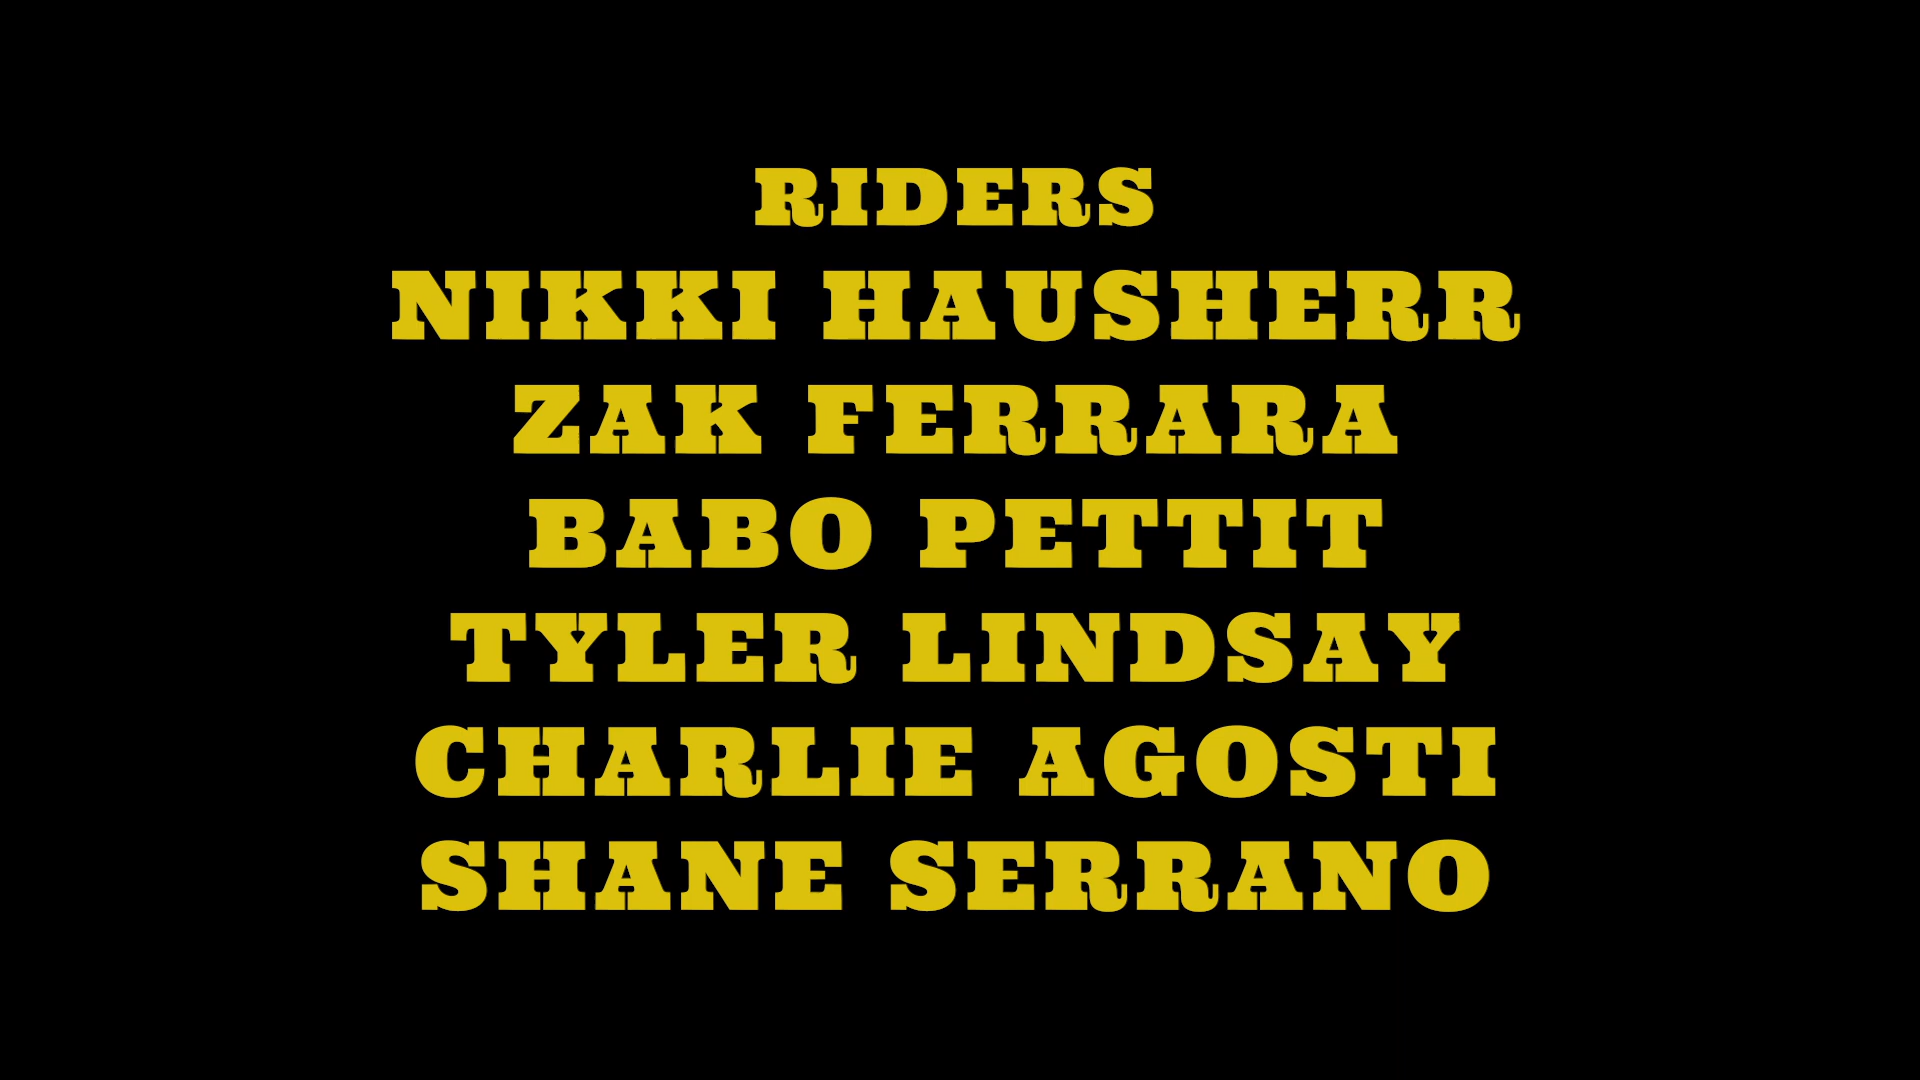 RIDERS
NIKKI HAUSHERR
ZAK FERRARA
BABO PETTIT
TYLER LINDSAY
CHARLIE AGOSTI
SHANE SERRANO